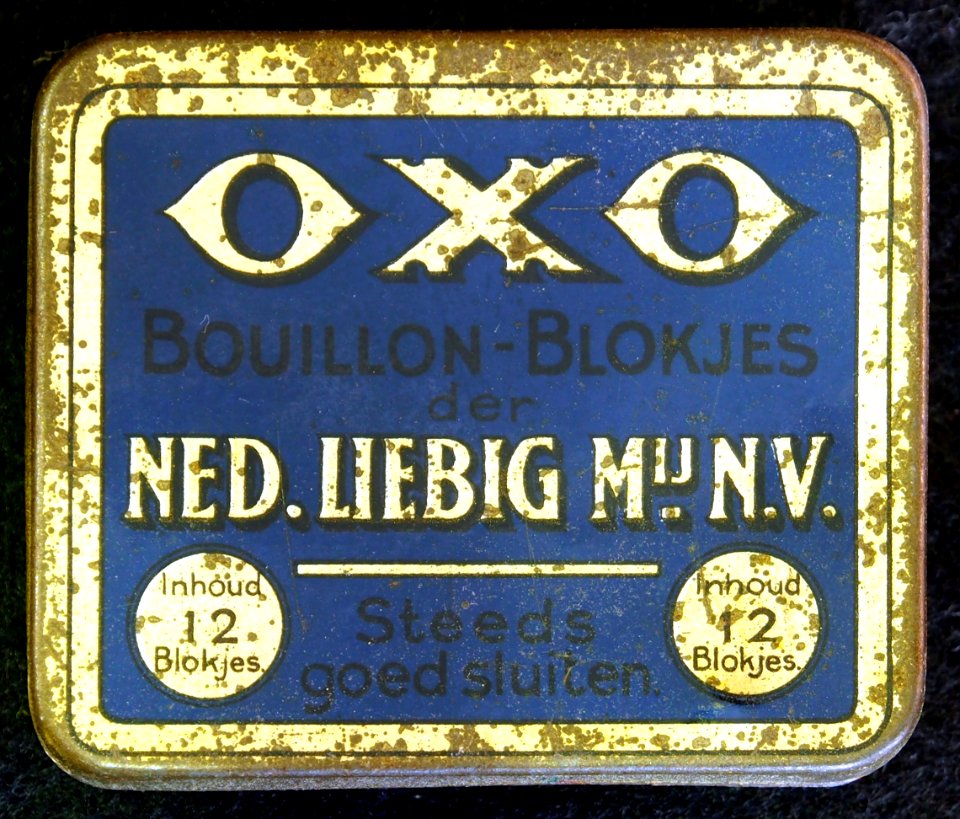 OXO
BOUILLON-BLOKJES
der
NED. LIEBIG MIJ N.V.
Inhoud
12
Blokjes.
Steeds
goed sluiten.
Inhoud
12
Blokjes.